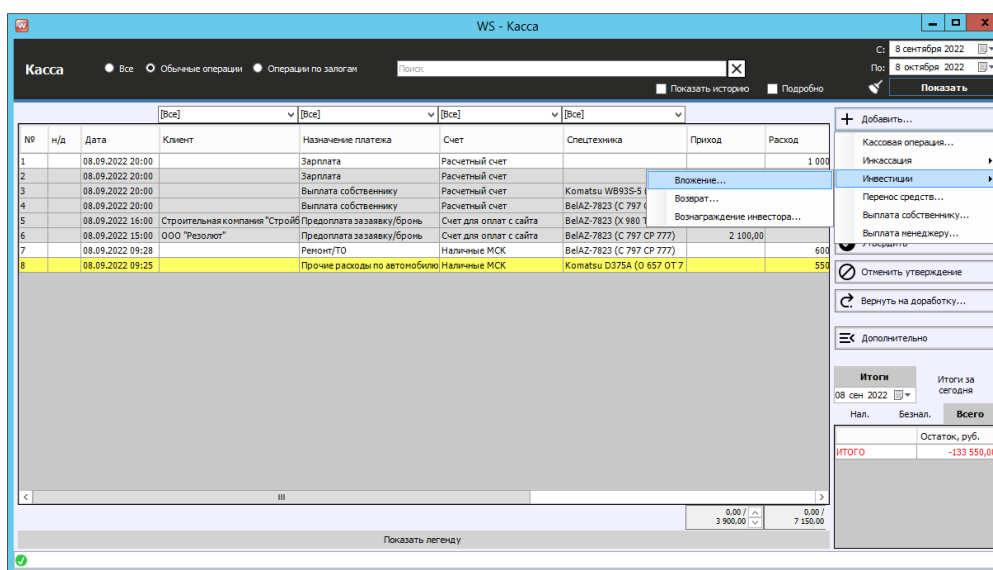 WS - Касса
Касса
Все Обычные операции Операции по залогам
Поиск
С: 8 сентября 2022
По: 8 октября 2022
Показать историю Подробно Показать
[Все] [Все] [Все] [Все]
№ н/д Дата Клиент Назначение платежа Счет Спецтехника Приход Расход
1 08.09.2022 20:00 Зарплата Расчетный счет 1 000
2 08.09.2022 20:00 Зарплата Расчетный счет
3 08.09.2022 20:00 Выплата собственнику Расчетный счет Komatsu WB93S-5
4 08.09.2022 20:00 Выплата собственнику Расчетный счет BelAZ-7823 (C 797
5 08.09.2022 16:00 Строительная компания "Стройб Предоплата зазаявку/бронь Счет для оплат с сайта BelAZ-7823 (X 980
6 08.09.2022 15:00 ООО "Резолют" Предоплата зазаявку/бронь Счет для оплат с сайта BelAZ-7823 (C 797 CP 777) 2 100,00
7 08.09.2022 09:28 Ремонт/ТО Наличные МСК BelAZ-7823 (C 797 CP 777) 600
8 08.09.2022 09:25 Прочие расходы по автомобилю Наличные МСК Komatsu D375A (O 657 OT 7 550
Добавить...
Кассовая операция...
Инкассация
Инвестиции
Перенос средств...
Выплата собственнику...
Выплата менеджеру...
Вложение...
Возврат...
Вознаграждение инвестора...
Утвердить
Отменить утверждение
Вернуть на доработку...
Дополнительно
Итоги
Итоги за
сегодня
08 сен 2022
Нал. Безнал. Всего
Остаток, руб.
ИТОГО -133 550,0
0,00 / 0,00 /
3 900,00 7 150,00
Показать легенду